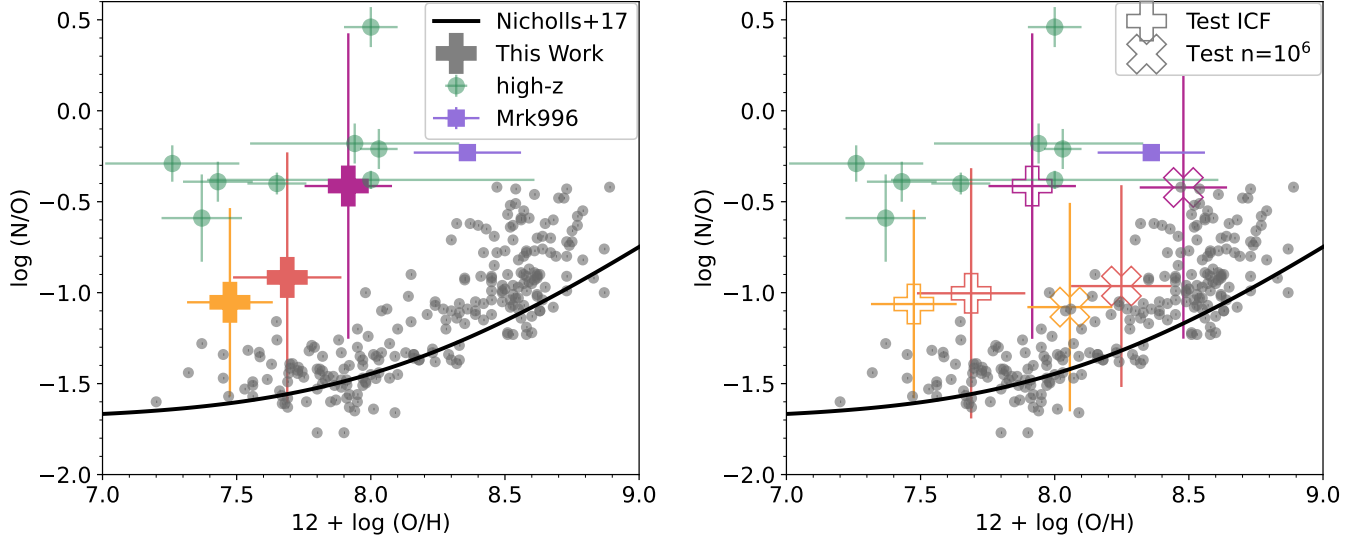 0.5
0.0
−0.5
−1.0
−1.5
−2.0
log (N/O)
7.0 7.5 8.0 8.5 9.0
12 + log (O/H)
Nicholls+17
This Work
high-z
Mrk996
0.5
0.0
−0.5
−1.0
−1.5
−2.0
log (N/O)
7.0 7.5 8.0 8.5 9.0
12 + log (O/H)
Test ICF
Test n=10⁶